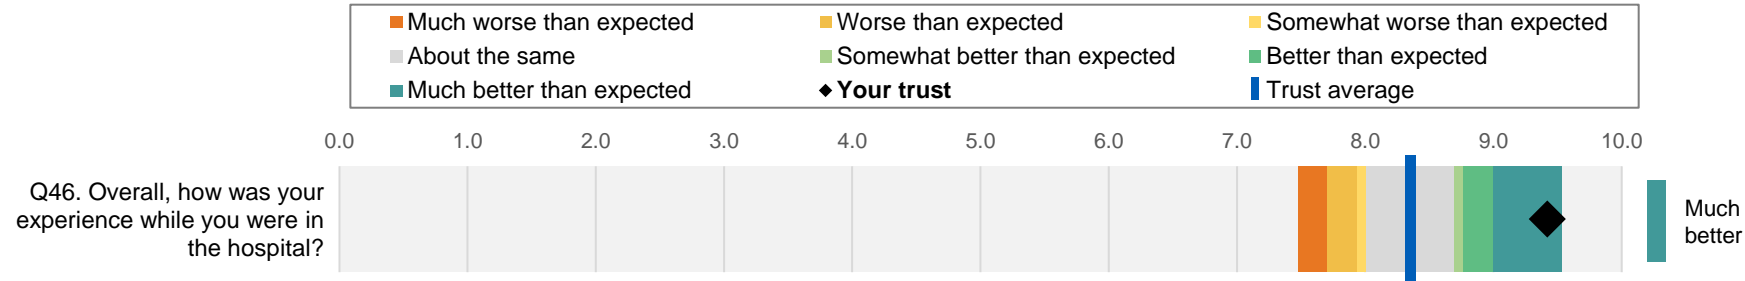 Much worse than expected
Worse than expected
Somewhat worse than expected
About the same
Somewhat better than expected
Better than expected
Much better than expected
Your trust
Trust average
0.0 1.0 2.0 3.0 4.0 5.0 6.0 7.0 8.0 9.0 10.0
Q46. Overall, how was your
experience while you were in
the hospital?
Much
better